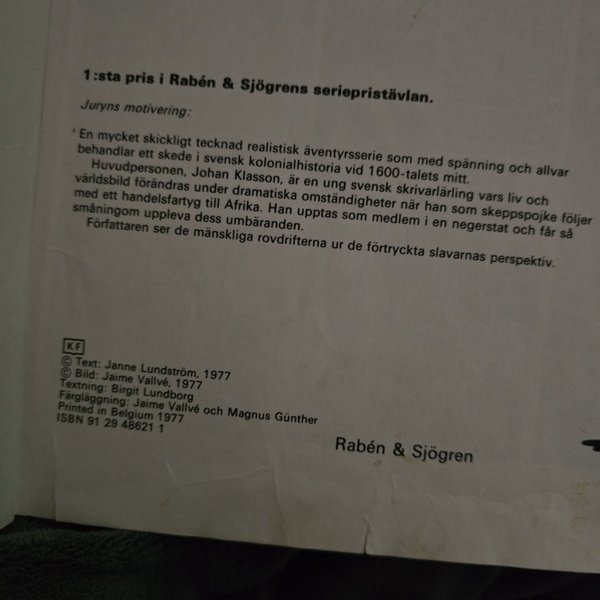 1:sta pris i Rabén & Sjögrens seriepristävlan.
Juryns motivering:
En mycket skickligt tecknad realistisk äventyrsserie som med spänning och allvar
behandlar ett skede i svensk kolonialhistoria vid 1600-talets mitt.
Huvudpersonen, Johan Klasson, är en ung svensk skrivarlärling vars liv och
världsbild förändras under dramatiska omständigheter när han som skeppspojke följer
med ett handelsfartyg till Afrika. Han upptas som medlem i en negerstat och får så
småningom uppleva dess umbäranden.
Författaren ser de mänskliga rovdrifterna ur de förtryckta slavarnas perspektiv.
KF
© Text: Janne Lundström, 1977
© Bild: Jaime Vallvé, 1977
Textning: Birgit Lundborg
Färgläggning: Jaime Vallvé och Magnus Günther
Printed in Belgium 1977
ISBN 91 29 48621 1
Rabén & Sjögren